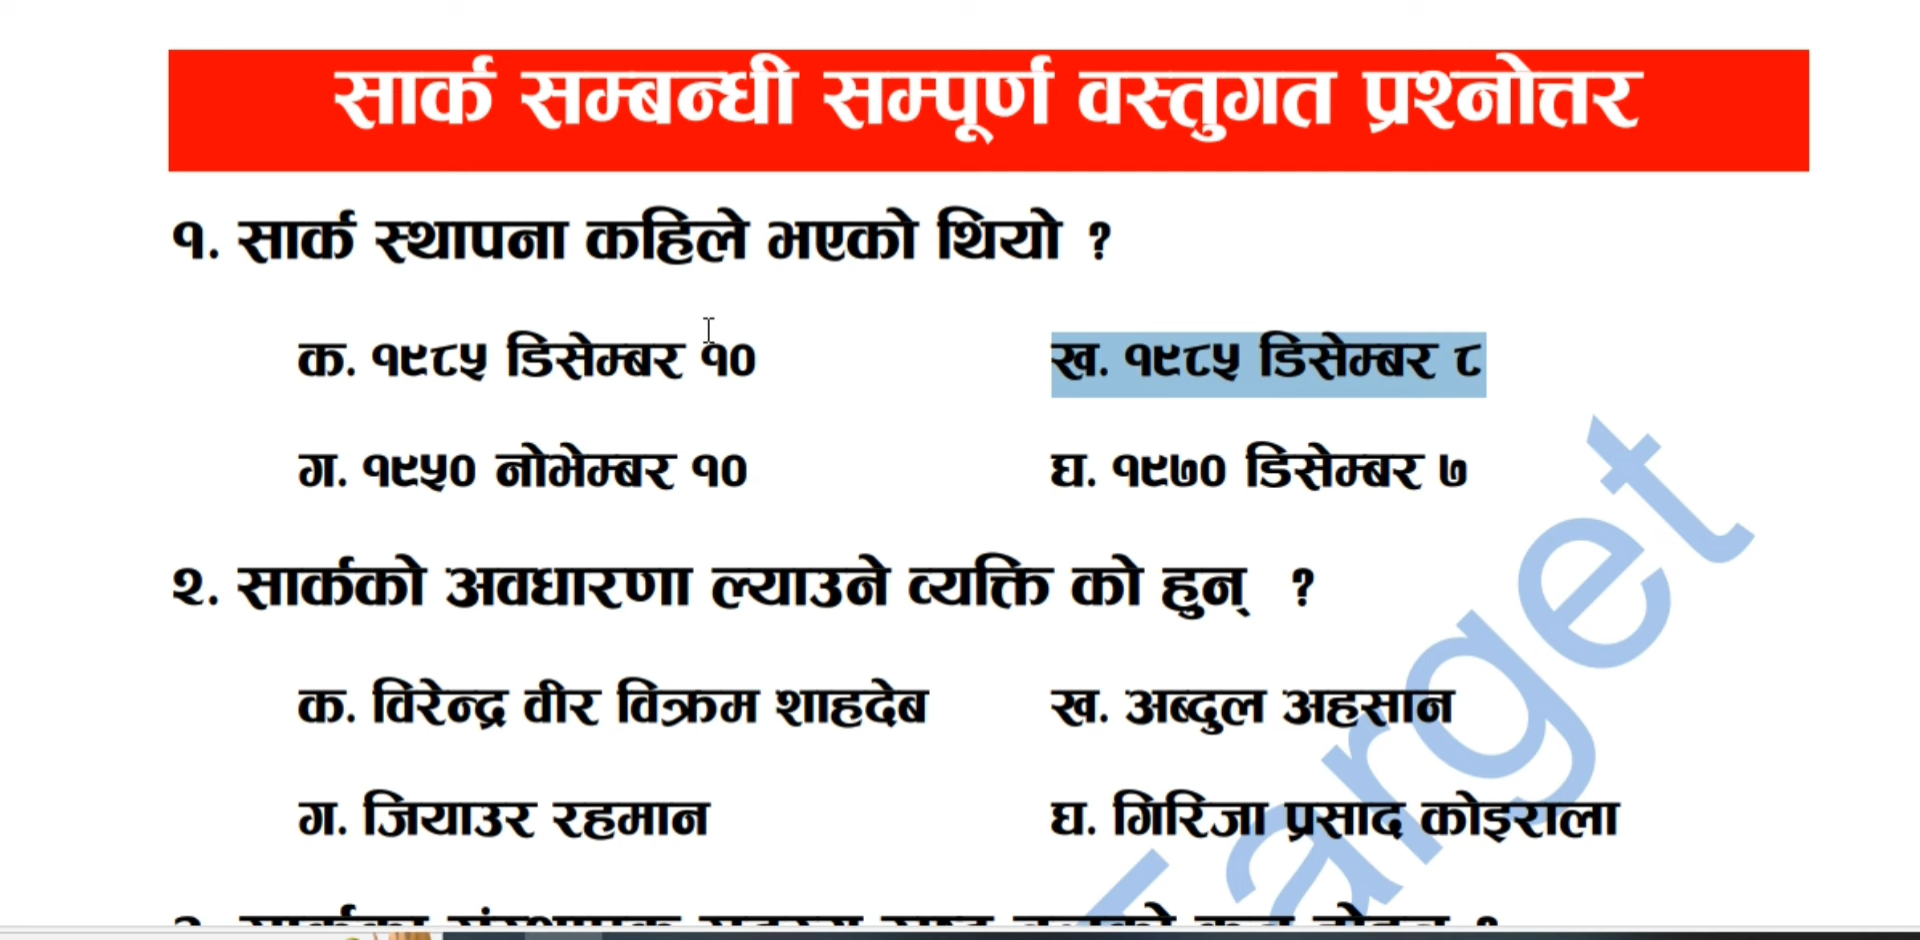 सार्क सम्बन्धी सम्पूर्ण वस्तुगत प्रश्नोत्तर
१. सार्क स्थापना कहिले भएको थियो ?
क. १९८५ डिसेम्बर १० ख. १९८५ डिसेम्बर ८
ग. १९५० नोभेम्बर १० घ. १९७० डिसेम्बर ७
२. सार्कको अवधारणा ल्याउने व्यक्ति को हुन् ?
क. विरेन्द्र वीर विक्रम शाहदेब ख. अब्दुल अहसान
ग. जियाउर रहमान घ. गिरिजा प्रसाद कोइराला
Target